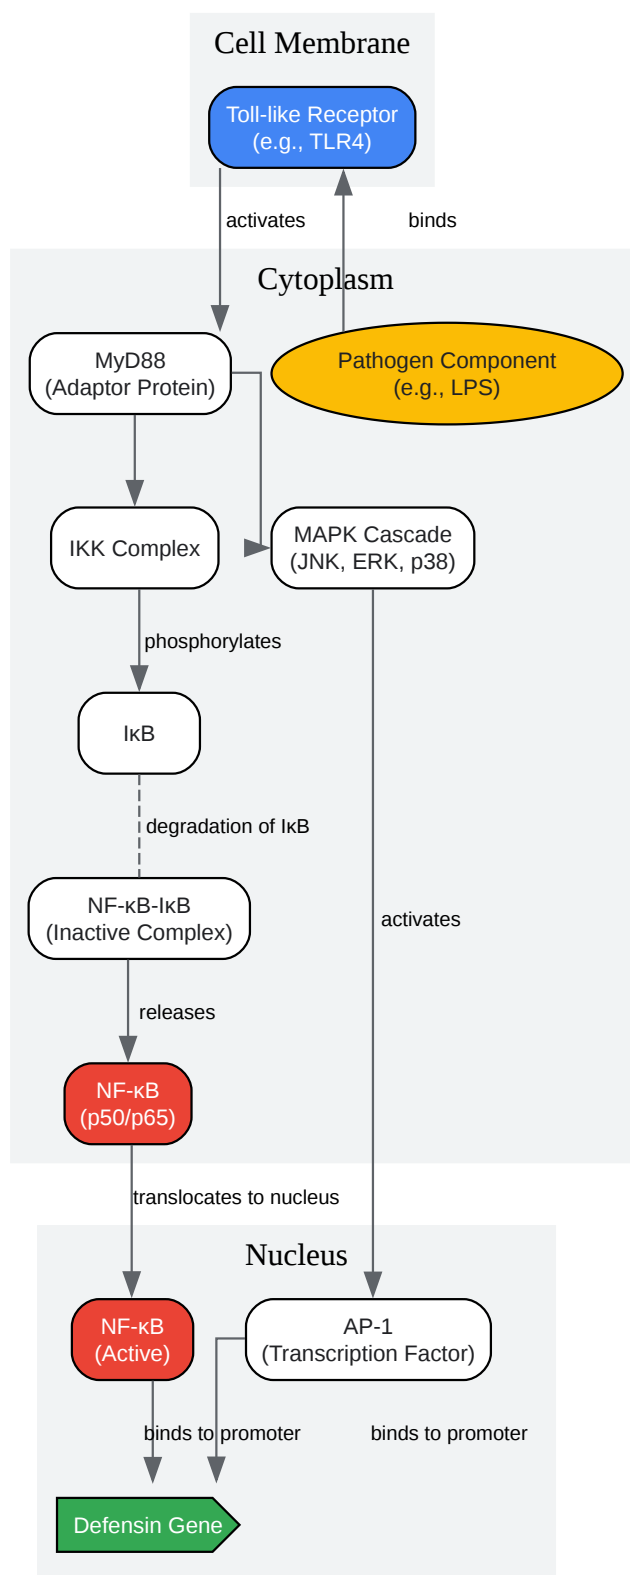 Cell Membrane
Toll-like Receptor
(e.g., TLR4)
activates
binds
Cytoplasm
MyD88
(Adaptor Protein)
Pathogen Component
(e.g., LPS)
IKK Complex
MAPK Cascade
(JNK, ERK, p38)
phosphorylates
IκB
degradation of IκB
NF-κB-IκB
(Inactive Complex)
activates
releases
NF-κB
(p50/p65)
translocates to nucleus
Nucleus
NF-κB
(Active)
AP-1
(Transcription Factor)
binds to promoter
binds to promoter
Defensin Gene